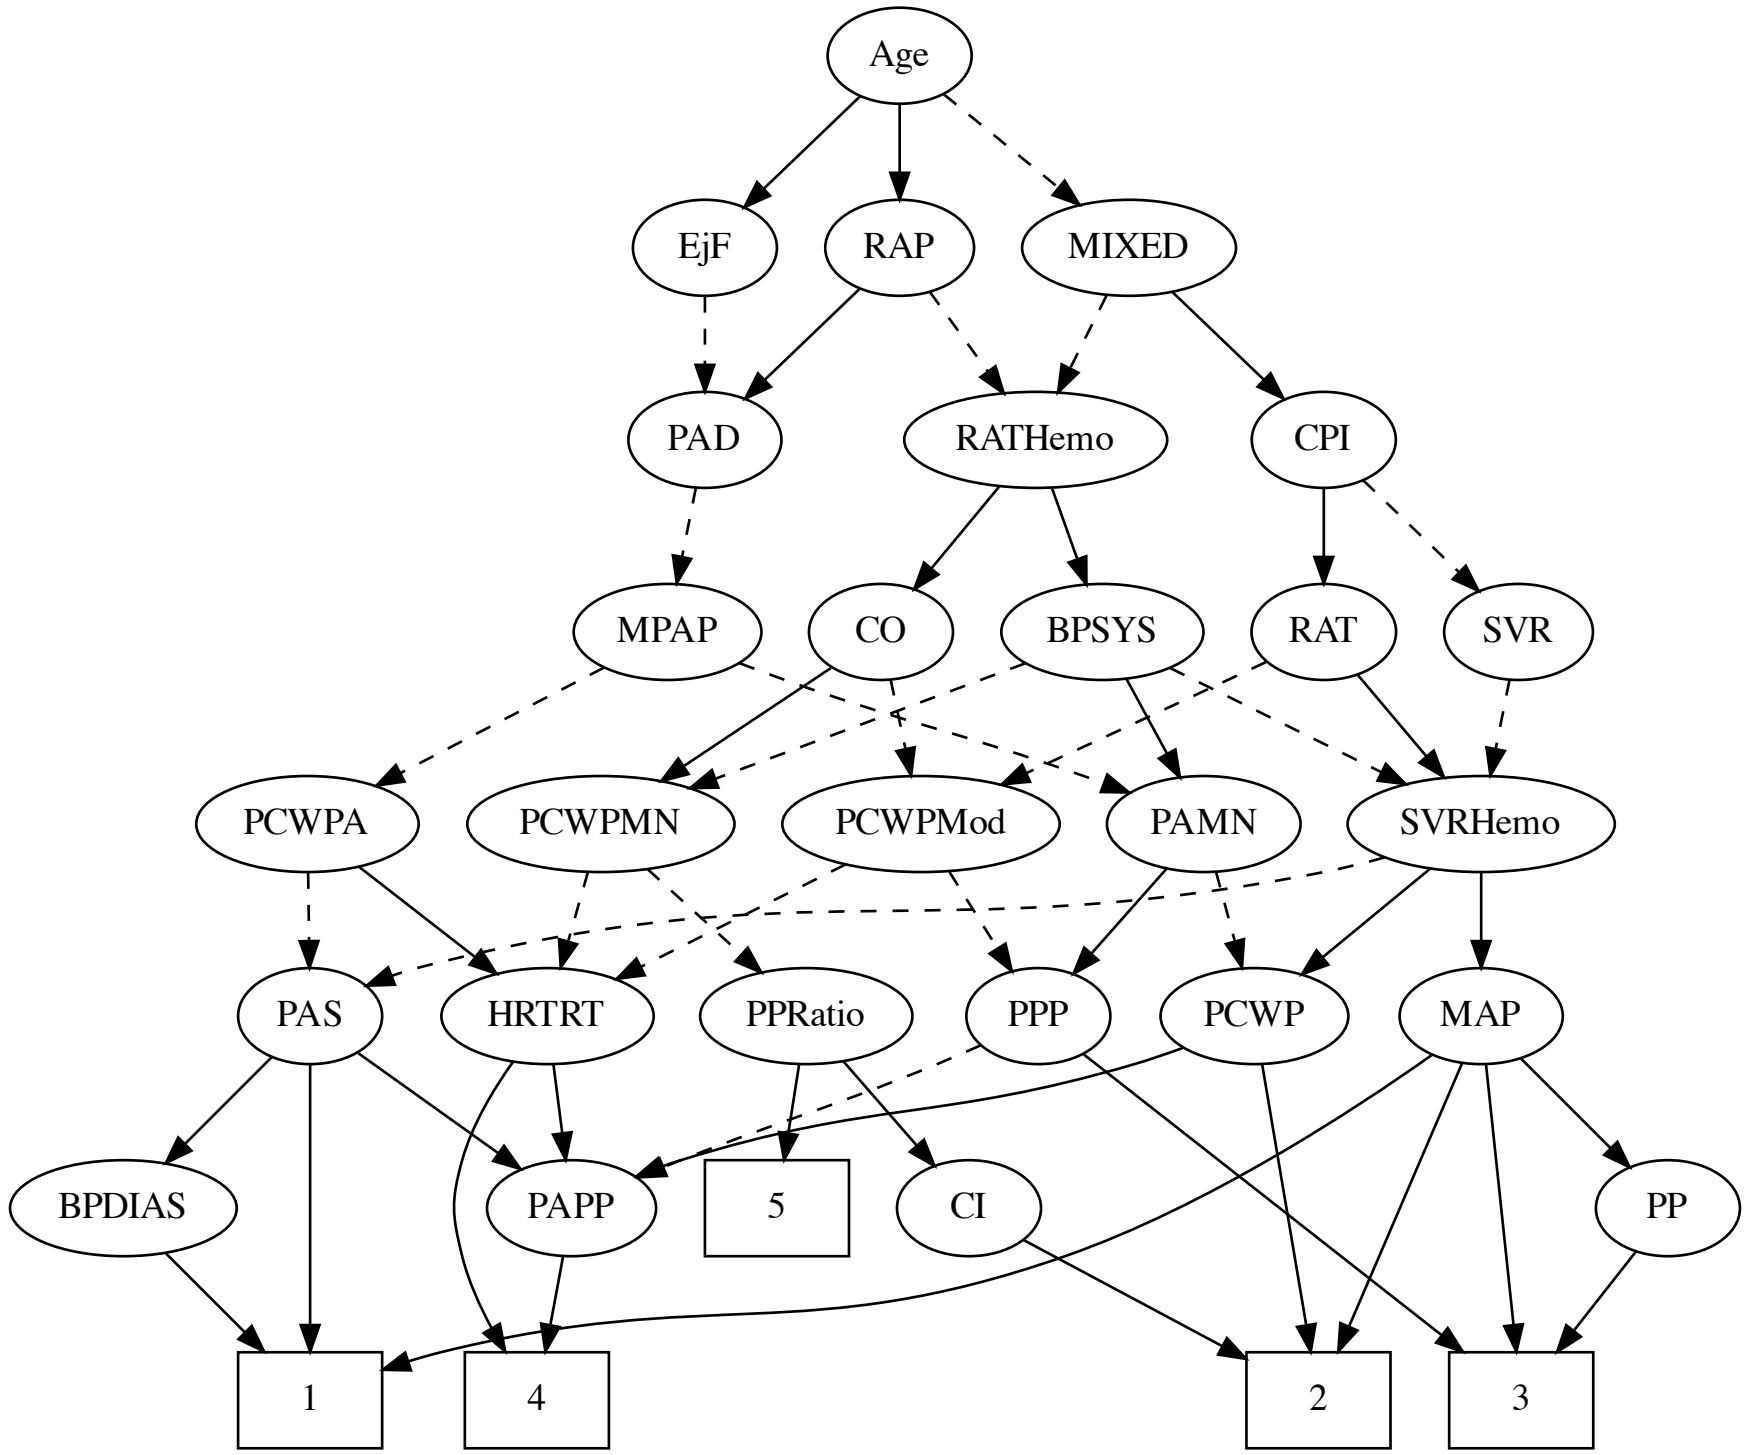 Age
EjF
RAP
MIXED
PAD
RATHemo
CPI
MPAP
CO
BPSYS
RAT
SVR
PCWPA
PCWPMN
PCWPMod
PAMN
SVRHemo
PAS
HRTRT
PPRatio
PPP
PCWP
MAP
BPDIAS
PAPP
5
CI
PP
1
4
2
3